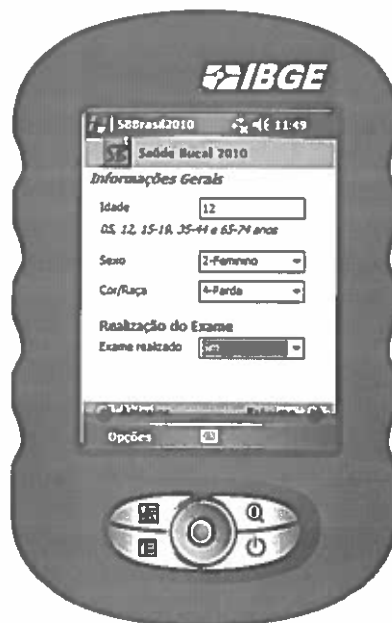 IBGE
SBBrasil2010 11:49
SB Saúde Bucal 2010
Informações Gerais
Idade 12
05, 12, 15-19, 35-44 e 65-74 anos
Sexo 2-Feminino
Cor/Raça 4-Parda
Realização do Exame
Exame realizado
Opções